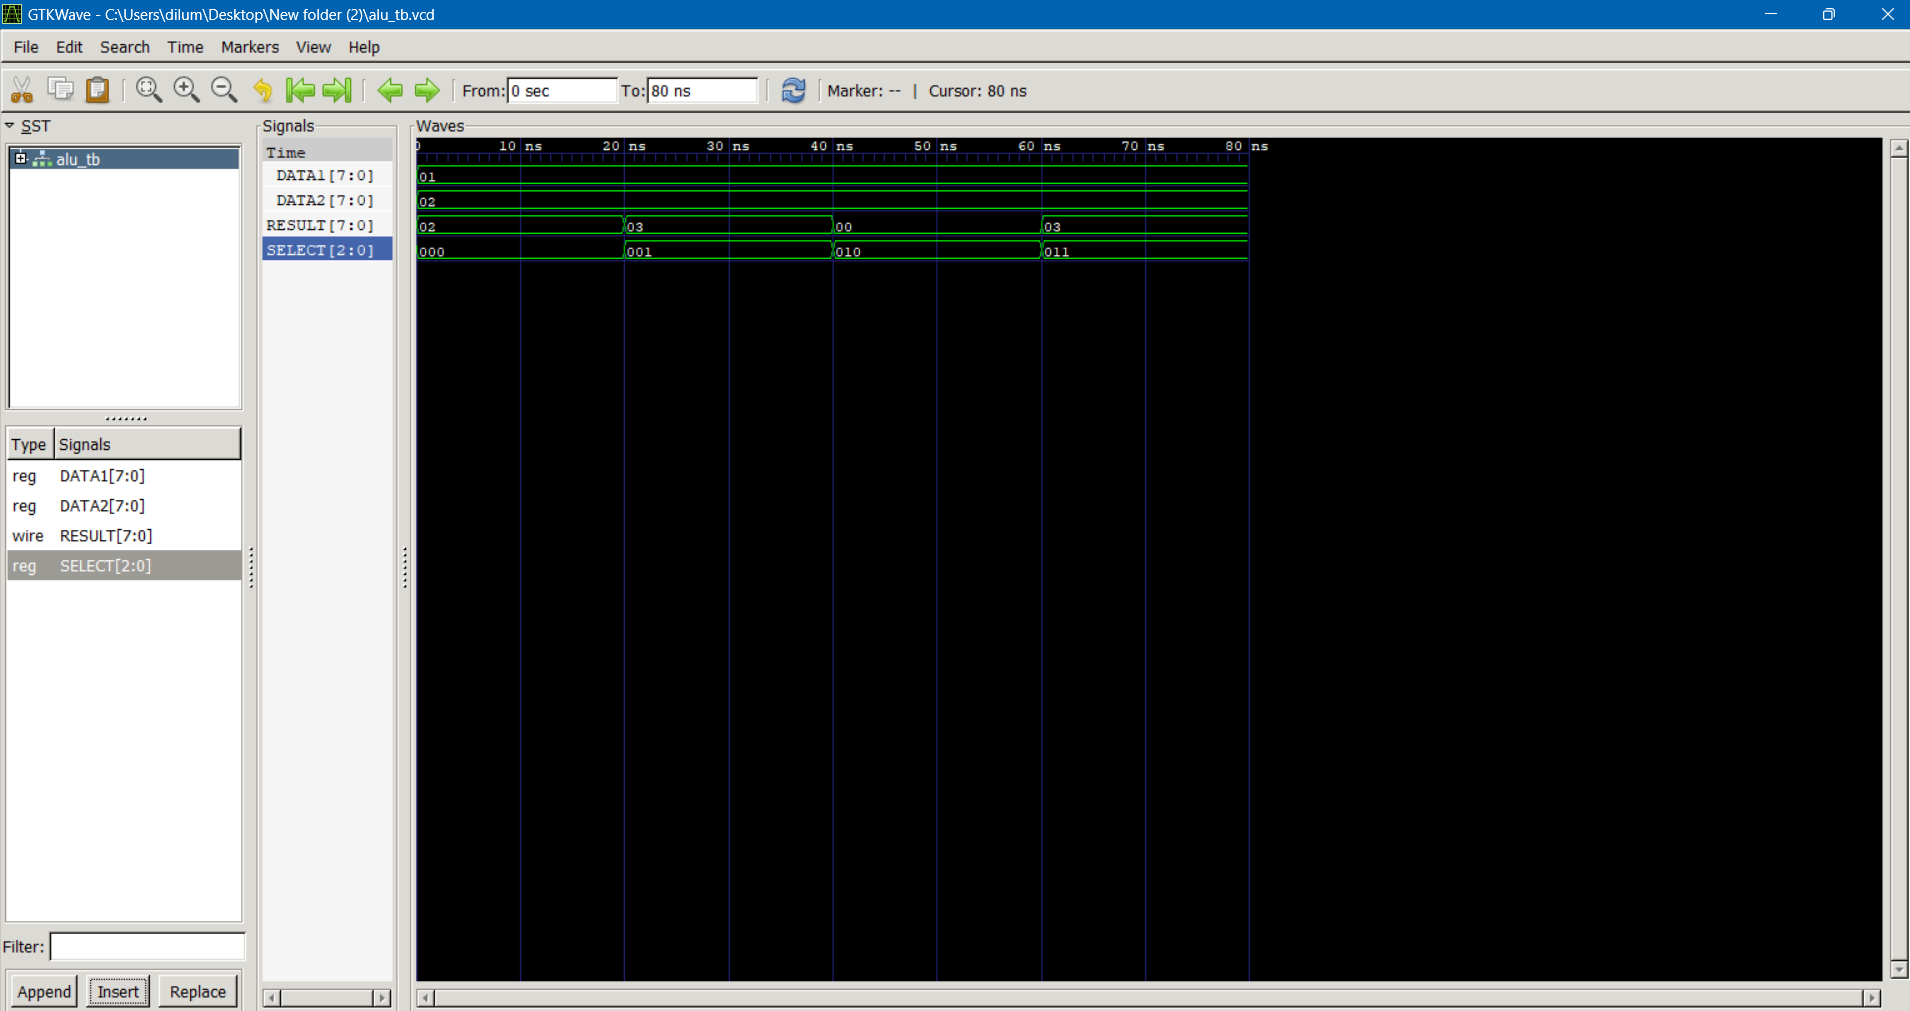 GTKWave - C:\Users\dilum\Desktop\New folder (2)\alu_tb.vcd
File Edit Search Time Markers View Help
From: 0 sec To: 80 ns Marker: -- | Cursor: 80 ns
SST
alu_tb
Type Signals
reg DATA1[7:0]
reg DATA2[7:0]
wire RESULT[7:0]
reg SELECT[2:0]
Filter:
Append Insert Replace
Signals
Time
DATA1[7:0]
DATA2[7:0]
RESULT[7:0]
SELECT[2:0]
Waves
0 10 ns 20 ns 30 ns 40 ns 50 ns 60 ns 70 ns 80 ns
01
02
02 03 00 03
000 001 010 011